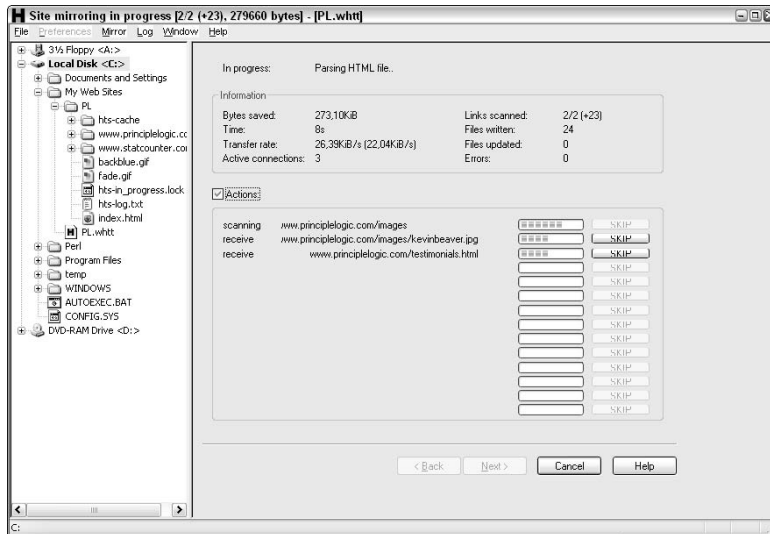 Site mirroring in progress [2/2 (+23), 279660 bytes] - [PL.whtt]
File Preferences Mirror Log Window Help
3½ Floppy <A:>
Local Disk <C:>
Documents and Settings
My Web Sites
PL
hts-cache
www.principlelogic.cc
www.statcounter.coi
backblue.gif
fade.gif
hts-in_progress.lock
hts-log.txt
index.html
PL.whtt
Perl
Program Files
temp
WINDOWS
AUTOEXEC.BAT
CONFIG.SYS
DVD-RAM Drive <D:>
In progress: Parsing HTML file..
Information
Bytes saved: 273,10KiB Links scanned: 2/2 (+23)
Time: 8s Files written: 24
Transfer rate: 26,39KiB/s (22,04KiB/s) Files updated: 0
Active connections: 3 Errors: 0
Actions:
scanning www.principlelogic.com/images SKIP
receive www.principlelogic.com/images/kevinbeaver.jpg SKIP
receive www.principlelogic.com/testimonials.html SKIP
SKIP
SKIP
SKIP
SKIP
SKIP
SKIP
SKIP
SKIP
SKIP
SKIP
SKIP
< Back Next > Cancel Help
C: